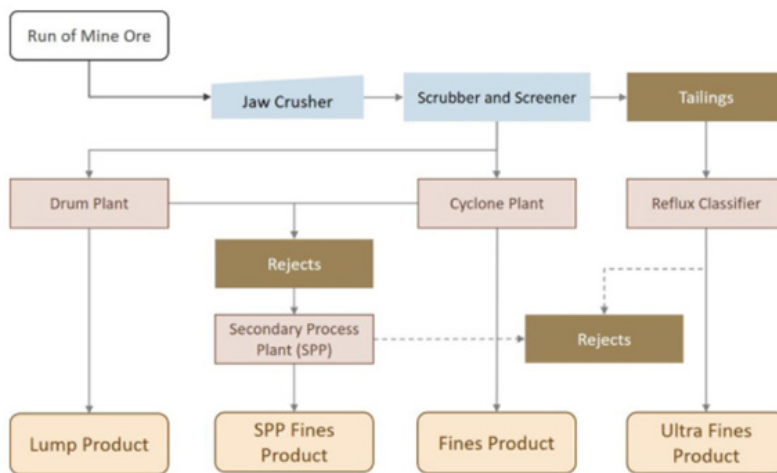 Run of Mine Ore
Jaw Crusher
Scrubber and Screener
Tailings
Drum Plant
Cyclone Plant
Reflux Classifier
Rejects
Secondary Process
Plant (SPP)
Rejects
Lump Product
SPP Fines
Product
Fines Product
Ultra Fines
Product